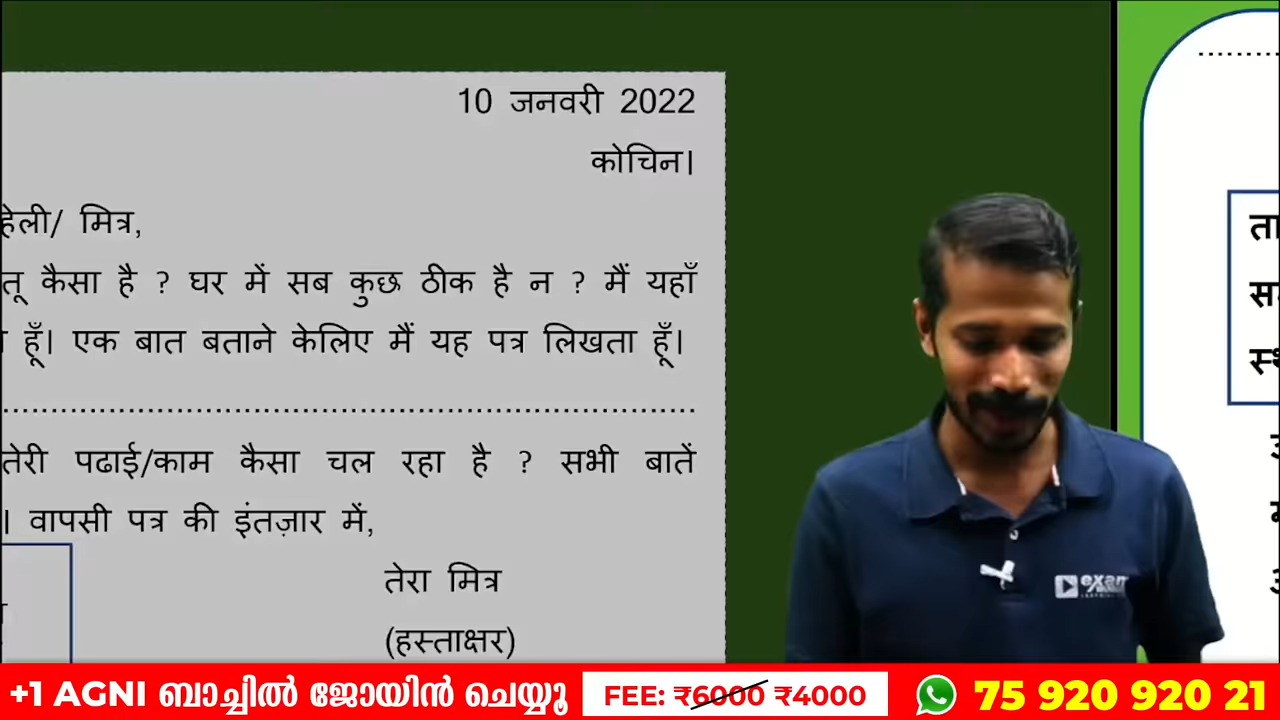 10 जनवरी 2022
कोचिन।
हेली/ मित्र,
तू कैसा है ? घर में सब कुछ ठीक है न ? मैं यहाँ
हूँ। एक बात बताने केलिए मैं यह पत्र लिखता हूँ।
................................................................................
तेरी पढाई/काम कैसा चल रहा है ? सभी बातें
। वापसी पत्र की इंतज़ार में,
तेरा मित्र
(हस्ताक्षर)
ता
स्थ
exam
+1 AGNI ബാച്ചിൽ ജോയിൻ ചെയ്യൂ
FEE: ₹6000 ₹4000
75 920 920 21